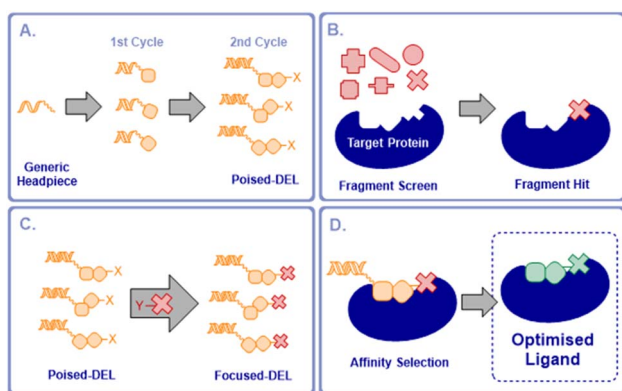 A.
1st Cycle
2nd Cycle
X
X
X
Generic
Headpiece
Poised-DEL
B.
Target Protein
Fragment Screen
Fragment Hit
C.
X
X
X
Y
Poised-DEL
Focused-DEL
D.
Affinity Selection
Optimised
Ligand